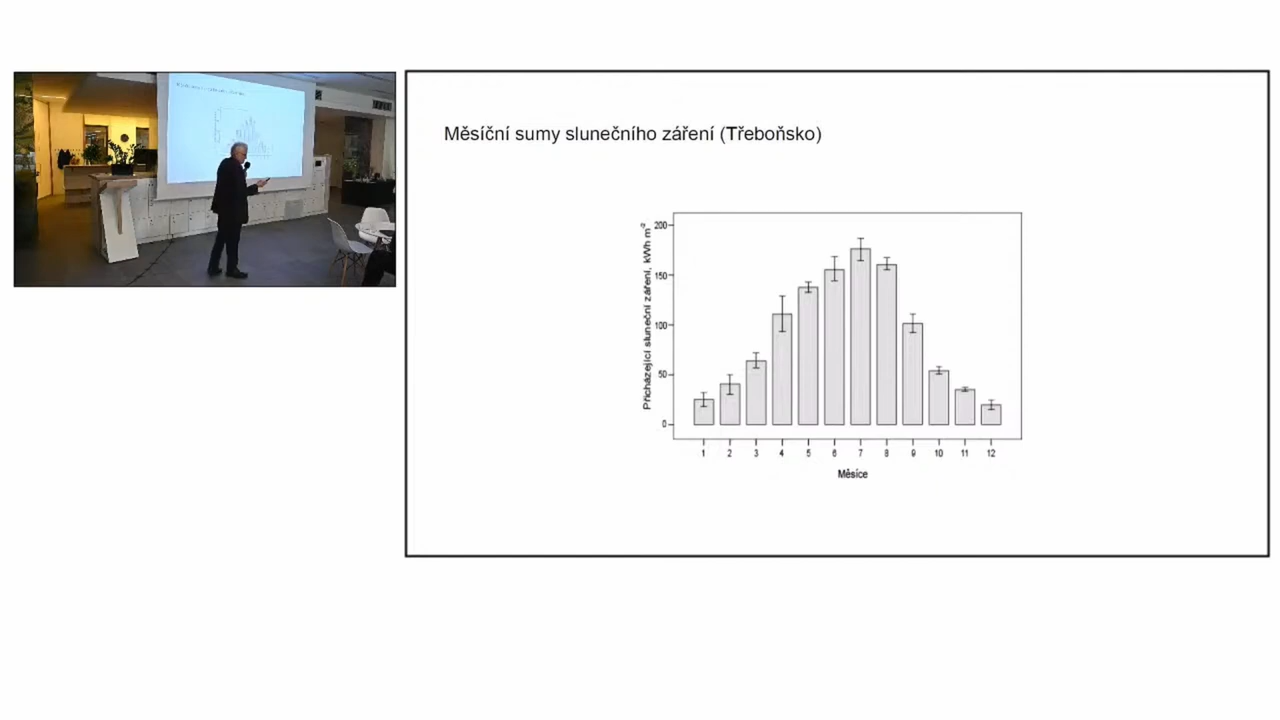 Měsíční sumy slunečního záření (Třeboňsko)
Přicházející sluneční záření, kWh m⁻²
200
150
100
50
0
1 2 3 4 5 6 7 8 9 10 11 12
Měsíce